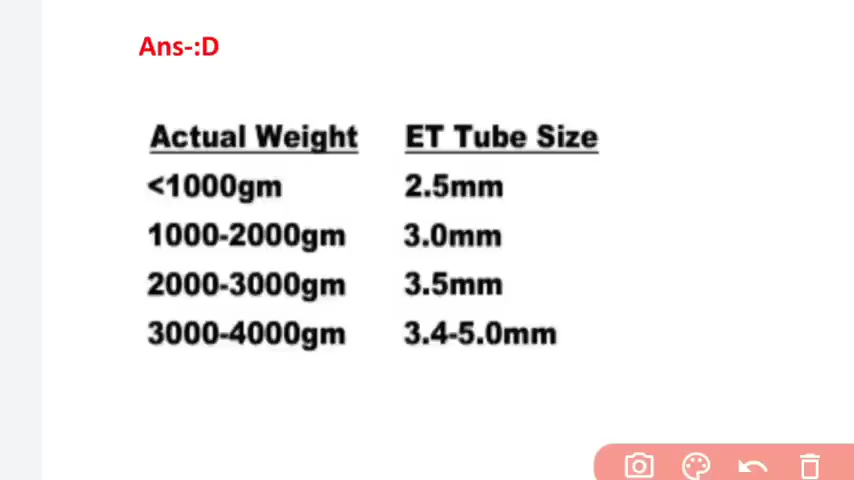 Ans-:D
Actual Weight ET Tube Size
<1000gm 2.5mm
1000-2000gm 3.0mm
2000-3000gm 3.5mm
3000-4000gm 3.4-5.0mm